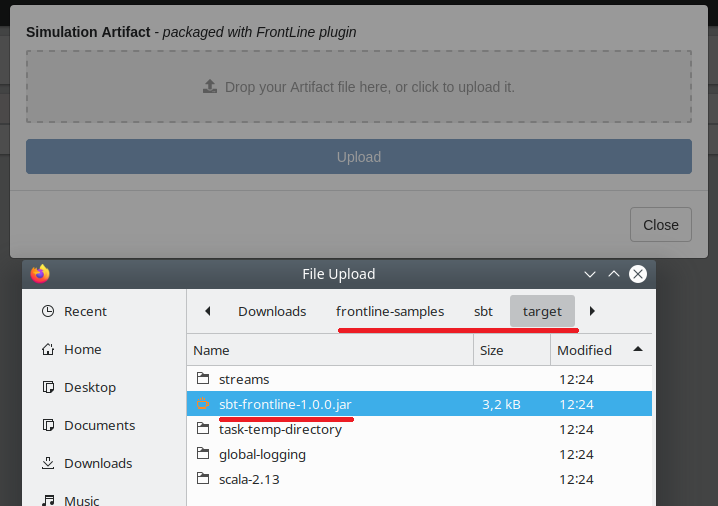 Simulation Artifact - packaged with FrontLine plugin
Drop your Artifact file here, or click to upload it.
Upload
Close
File Upload
Recent
Home
Desktop
Documents
Downloads
Music
Downloads frontline-samples sbt target
Name Size Modified
streams 12:24
sbt-frontline-1.0.0.jar 3,2 kB 12:24
task-temp-directory 12:24
global-logging 12:24
scala-2.13 12:24